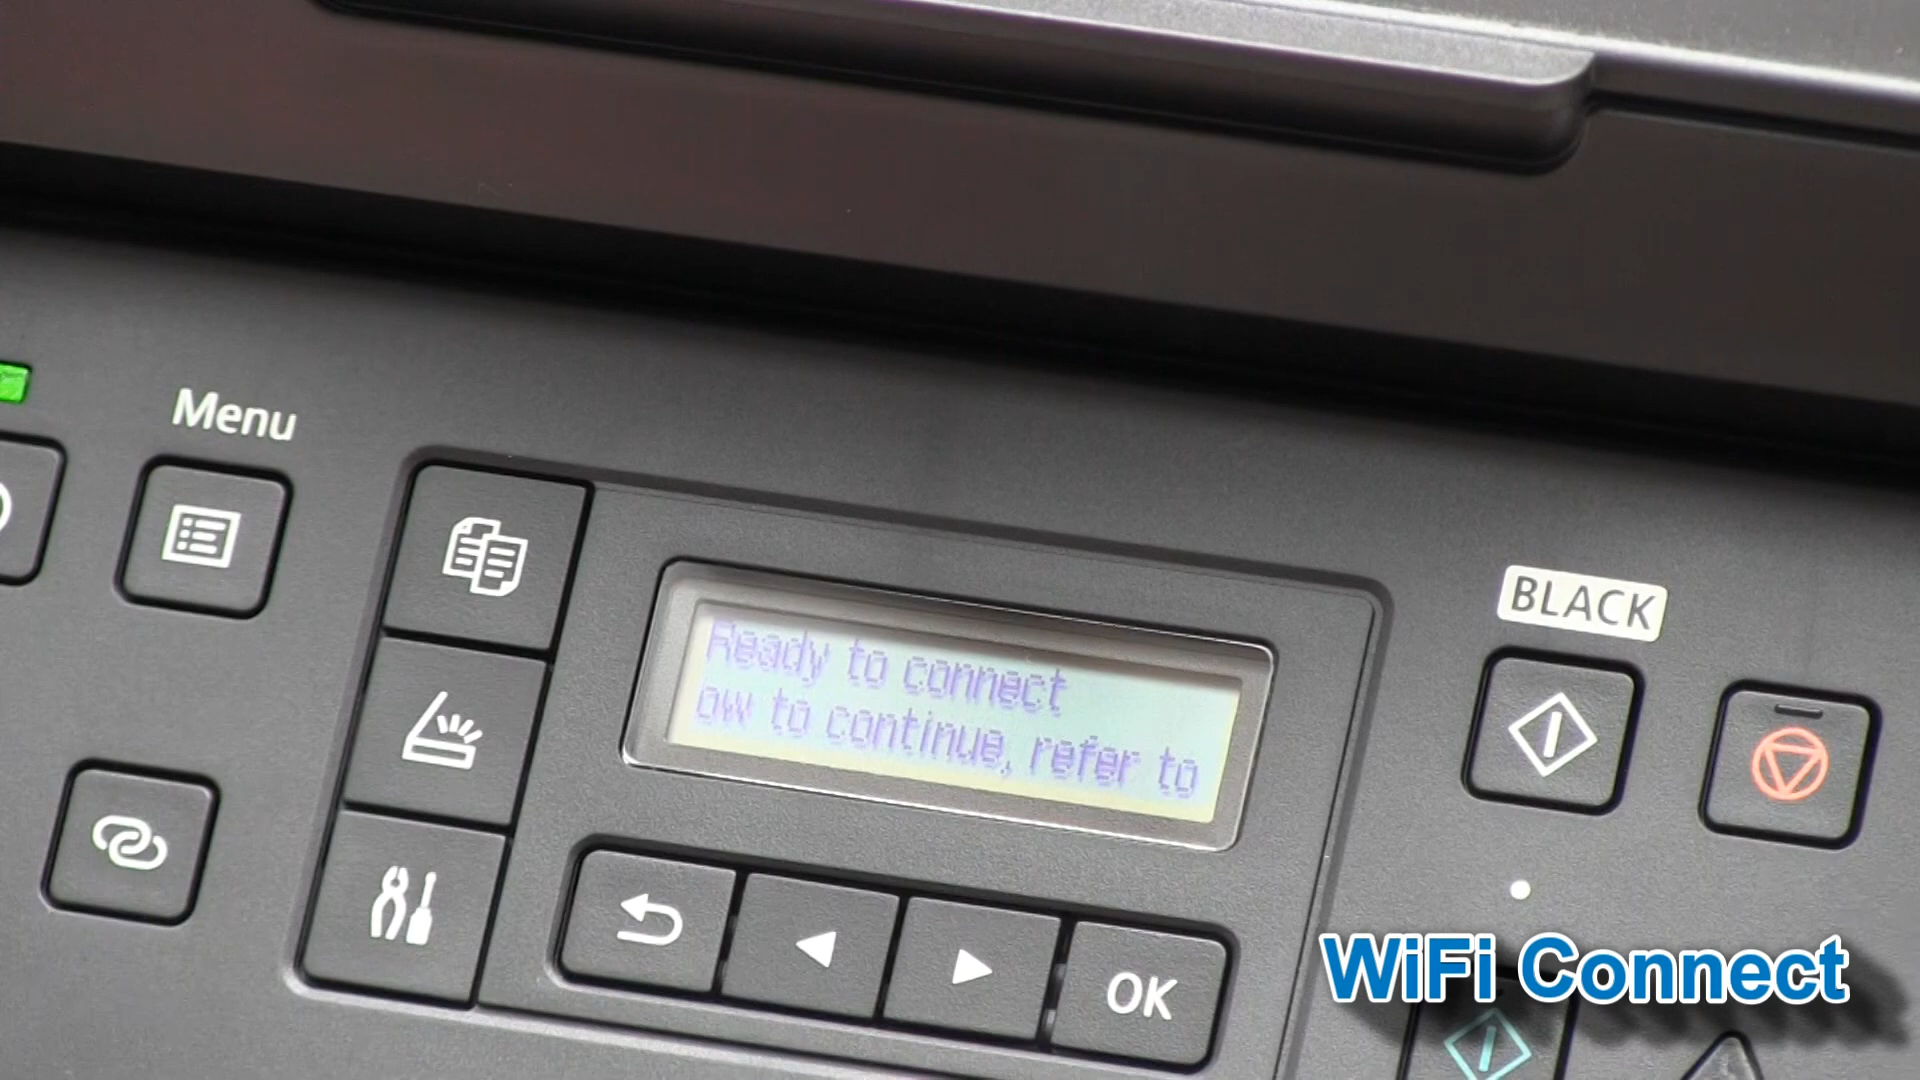 Menu
BLACK
Ready to connect
ow to continue, refer to
OK
WiFi Connect